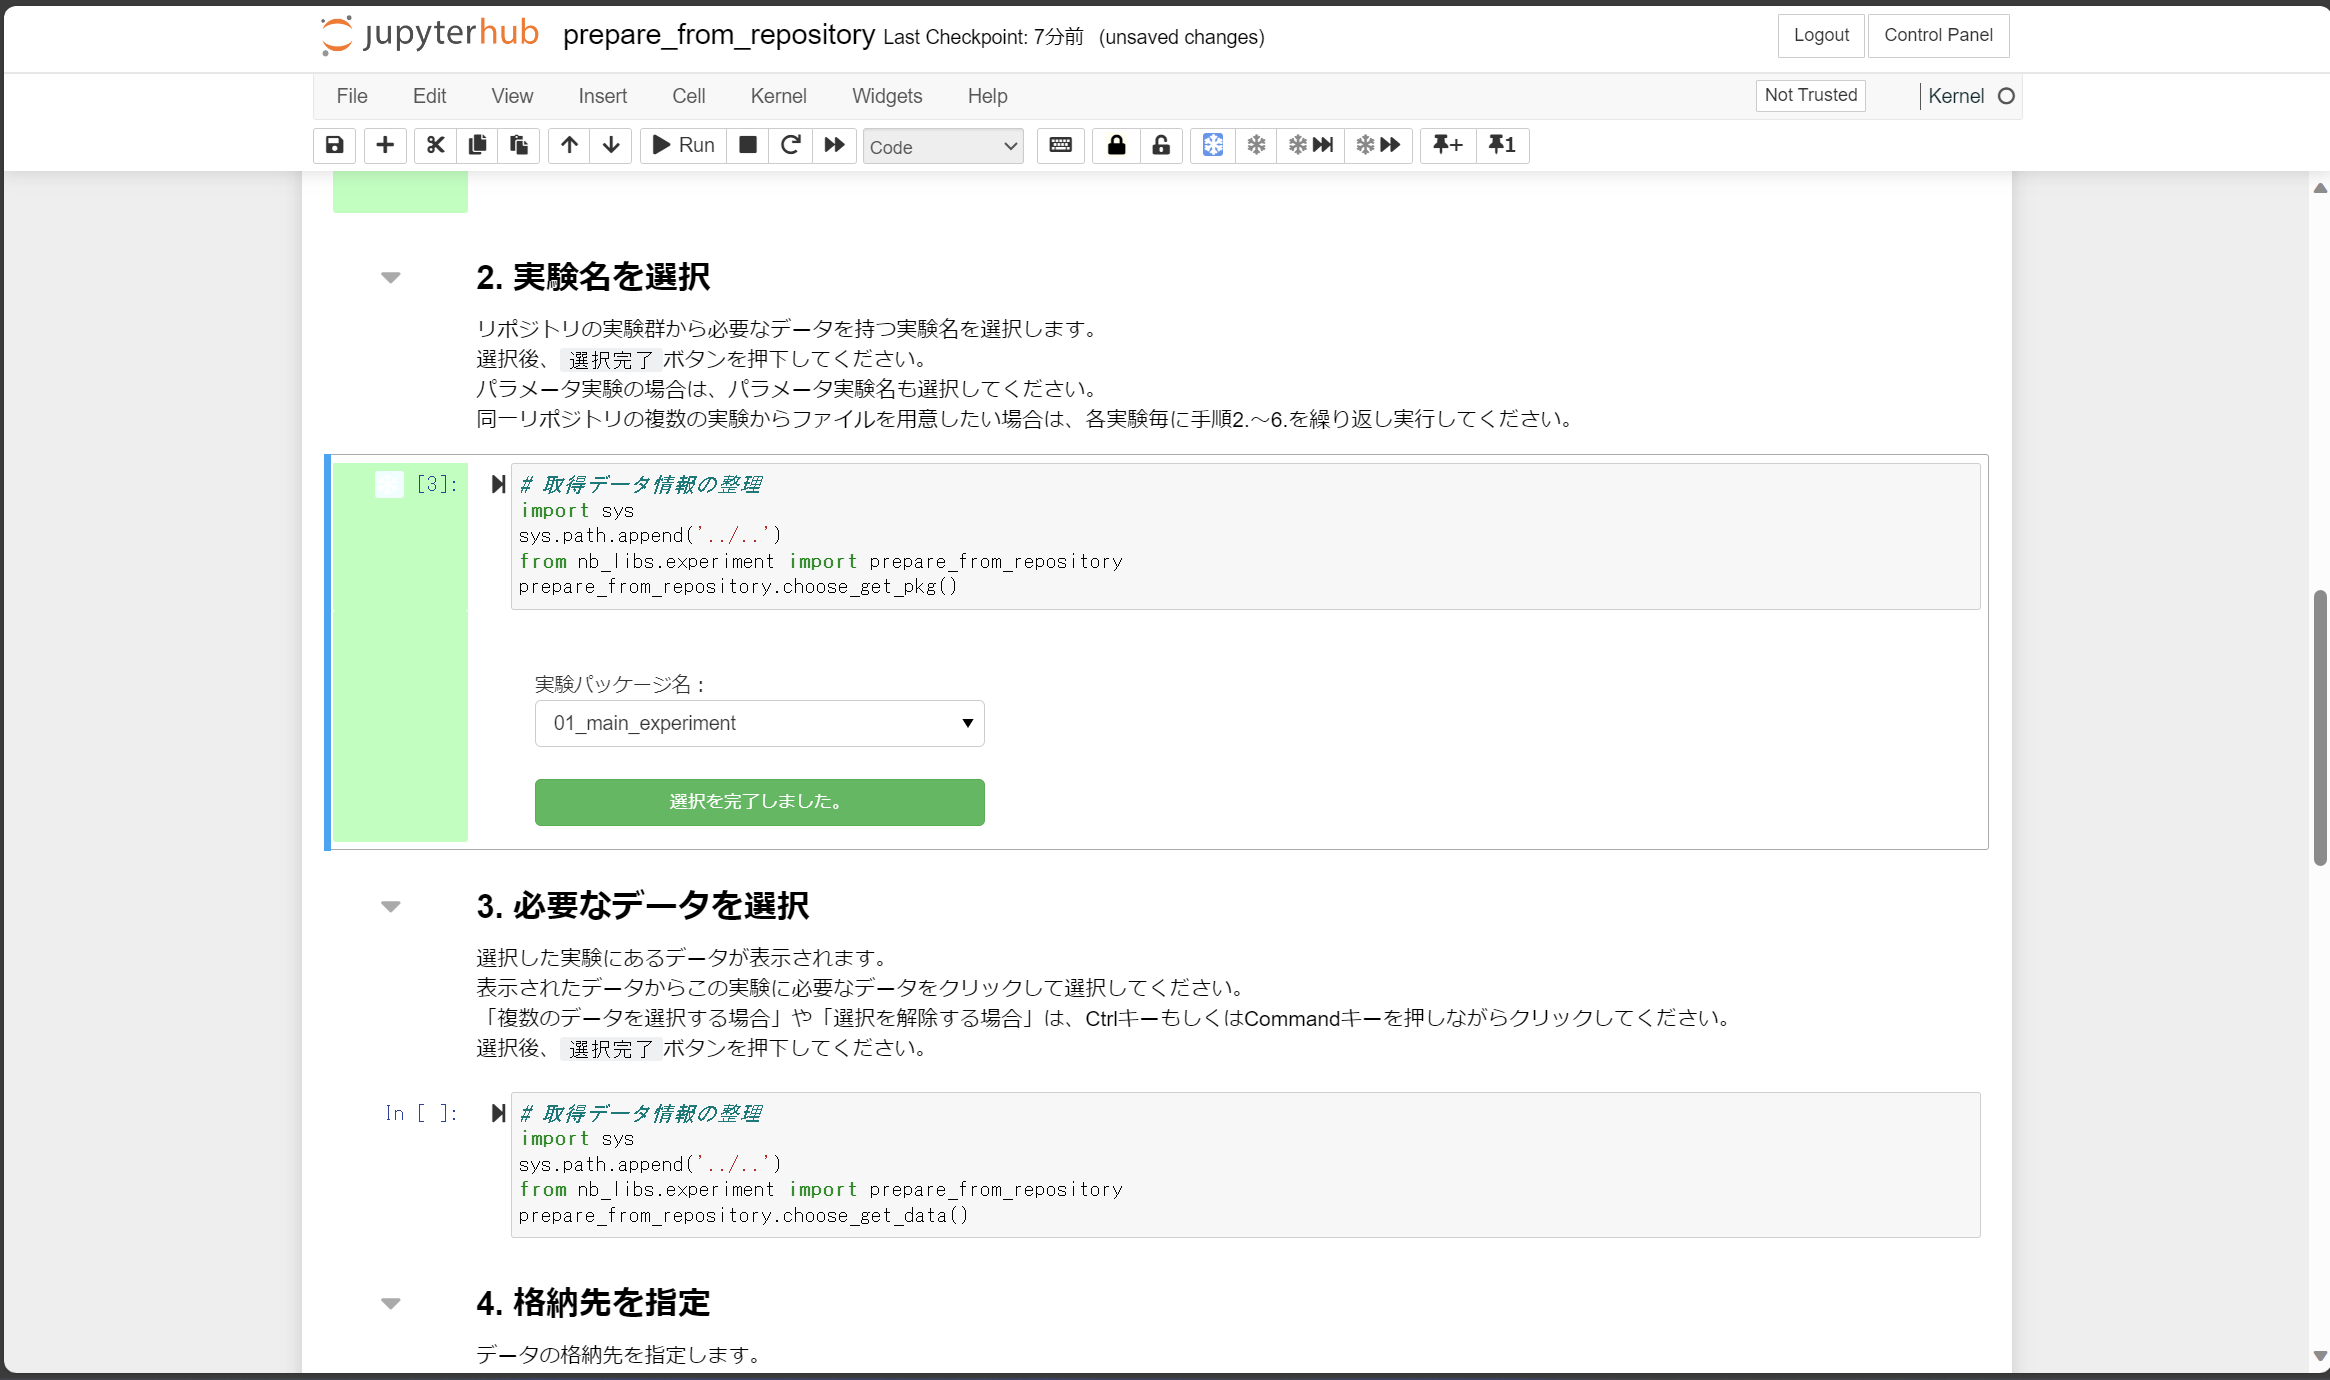 jupyterhub prepare_from_repository Last Checkpoint: 7分前 (unsaved changes) Logout Control Panel
File Edit View Insert Cell Kernel Widgets Help Not Trusted Kernel
Run Code +1
2. 実験名を選択
リポジトリの実験群から必要なデータを持つ実験名を選択します。
選択後、 選択完了 ボタンを押下してください。
パラメータ実験の場合は、パラメータ実験名も選択してください。
同一リポジトリの複数の実験からファイルを用意したい場合は、各実験毎に手順2.～6.を繰り返し実行してください。
[3]: # 取得データ情報の整理
import sys
sys.path.append('../..')
from nb_libs.experiment import prepare_from_repository
prepare_from_repository.choose_get_pkg()
実験パッケージ名：
01_main_experiment
選択を完了しました。
3. 必要なデータを選択
選択した実験にあるデータが表示されます。
表示されたデータからこの実験に必要なデータをクリックして選択してください。
「複数のデータを選択する場合」や「選択を解除する場合」は、CtrlキーもしくはCommandキーを押しながらクリックしてください。
選択後、 選択完了 ボタンを押下してください。
In [ ]: # 取得データ情報の整理
import sys
sys.path.append('../..')
from nb_libs.experiment import prepare_from_repository
prepare_from_repository.choose_get_data()
4. 格納先を指定
データの格納先を指定します。